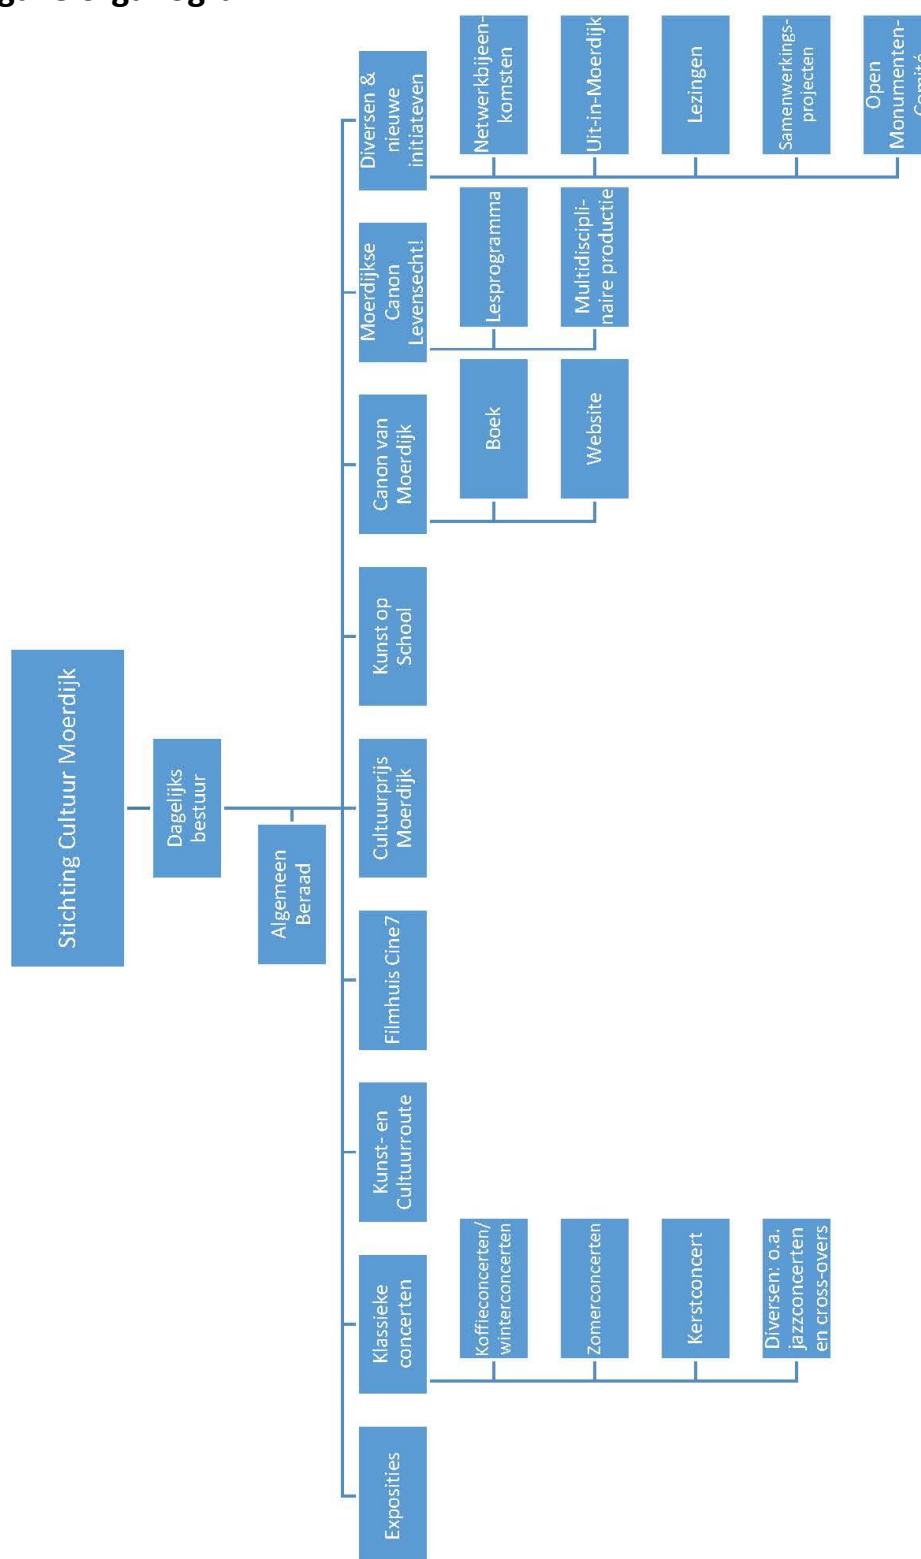 Stichting Cultuur Moerdijk
Dagelijks
bestuur
Algemeen
Beraad
Exposities
Klassieke
concerten
Koffieconcerten/
winterconcerten
Zomerconcerten
Kerstconcert
Diversen: o.a.
jazzconcerten
en cross-overs
Kunst- en
Cultuurroute
Filmhuis Cine7
Cultuurprijs
Moerdijk
Kunst op
School
Canon van
Moerdijk
Boek
Website
Moerdijkse
Canon
Levensecht!
Lesprogramma
Multidiscipli-
naire productie
Diversen &
nieuwe
initiateven
Netwerkbijeen-
komsten
Uit-in-Moerdijk
Lezingen
Samenwerkings-
projecten
Open
Monumenten-
Comité